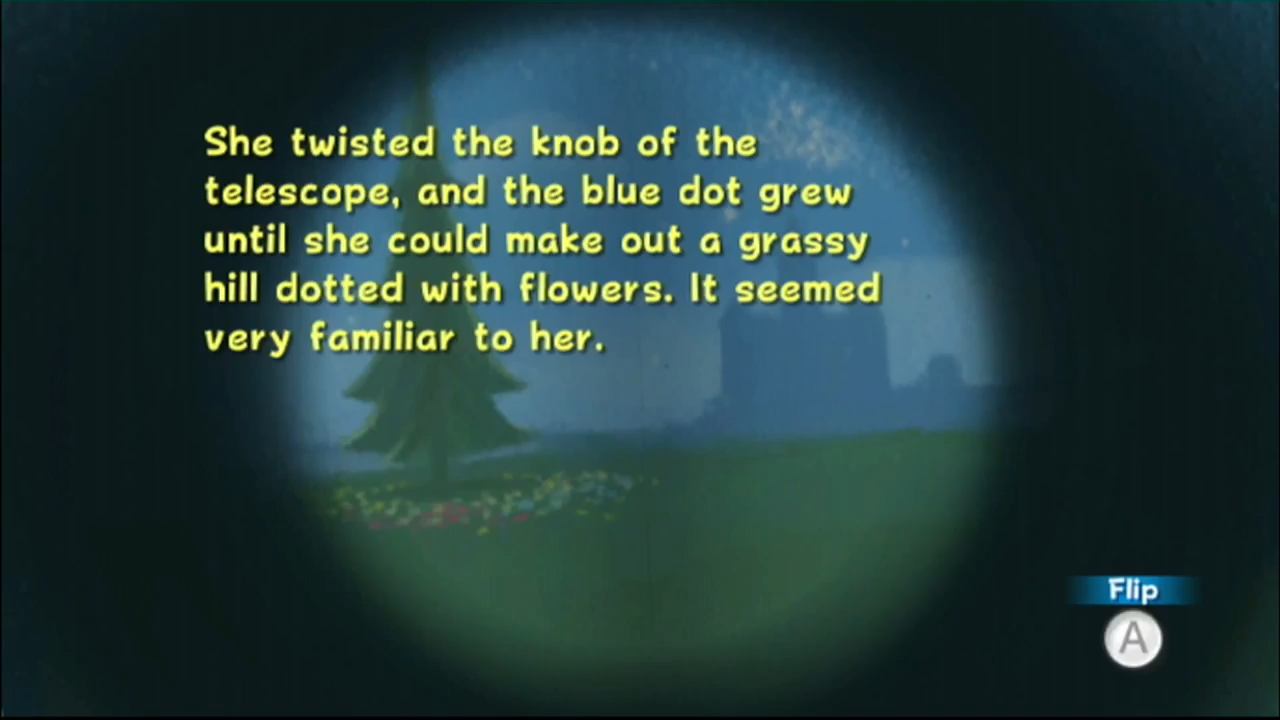 She twisted the knob of the
telescope, and the blue dot grew
until she could make out a grassy
hill dotted with flowers. It seemed
very familiar to her.
Flip
A